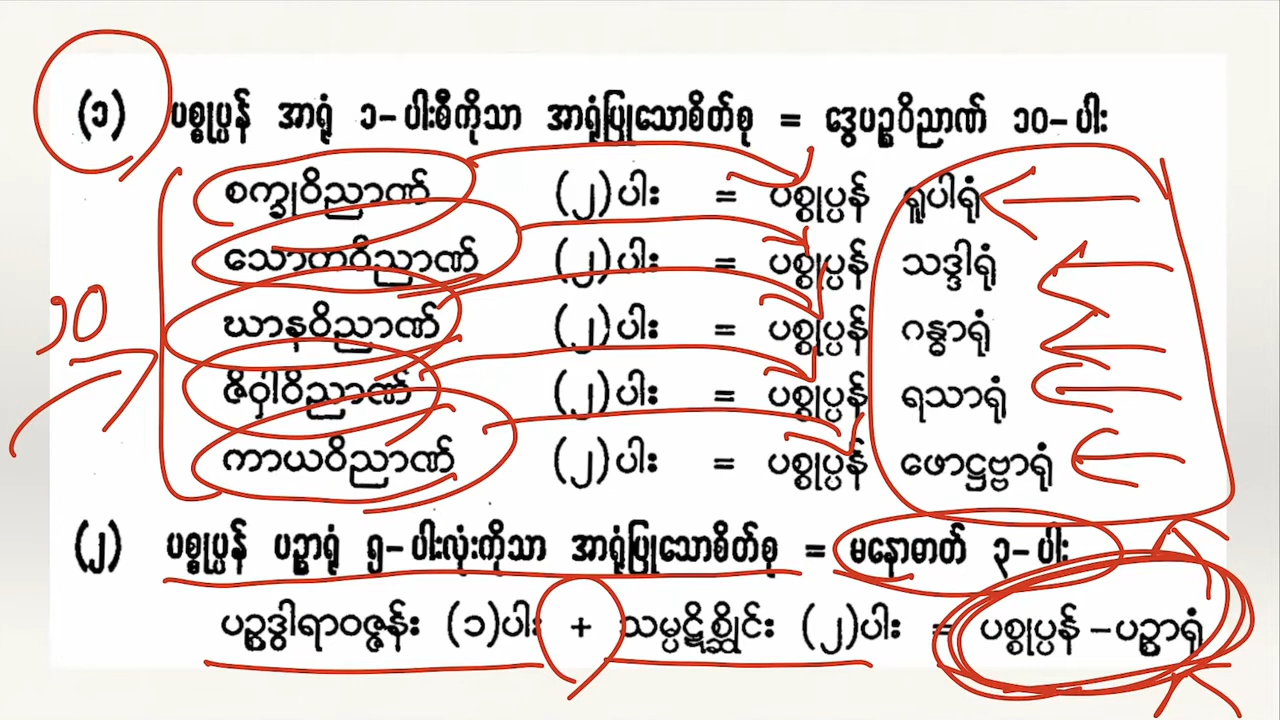 (၁) ပစ္စုပ္ပန် အာရုံ ၁-ပါးစီကိုသာ အာရုံပြုသောစိတ်စု = ဒွေပဉ္စဝိညာဏ် ၁၀-ပါး
စက္ခုဝိညာဏ် (၂)ပါး = ပစ္စုပ္ပန် ရူပါရုံ
သောတဝိညာဏ် (၂)ပါး = ပစ္စုပ္ပန် သဒ္ဒါရုံ
ဃာနဝိညာဏ် (၂)ပါး = ပစ္စုပ္ပန် ဂန္ဓာရုံ
၁၀
ဇိဝှါဝိညာဏ် (၂)ပါး = ပစ္စုပ္ပန် ရသာရုံ
ကာယဝိညာဏ် (၂)ပါး = ပစ္စုပ္ပန် ဖောဋ္ဌဗ္ဗာရုံ
(၂) ပစ္စုပ္ပန် ပဉ္စာရုံ ၅-ပါးလုံးကိုသာ အာရုံပြုသောစိတ်စု = မနောဓာတ် ၃-ပါး
ပဉ္စဒွါရာဝဇ္ဇန်း (၁)ပါး + သမ္ပဋိစ္ဆိုင်း (၂)ပါး = ပစ္စုပ္ပန်-ပဉ္စာရုံ